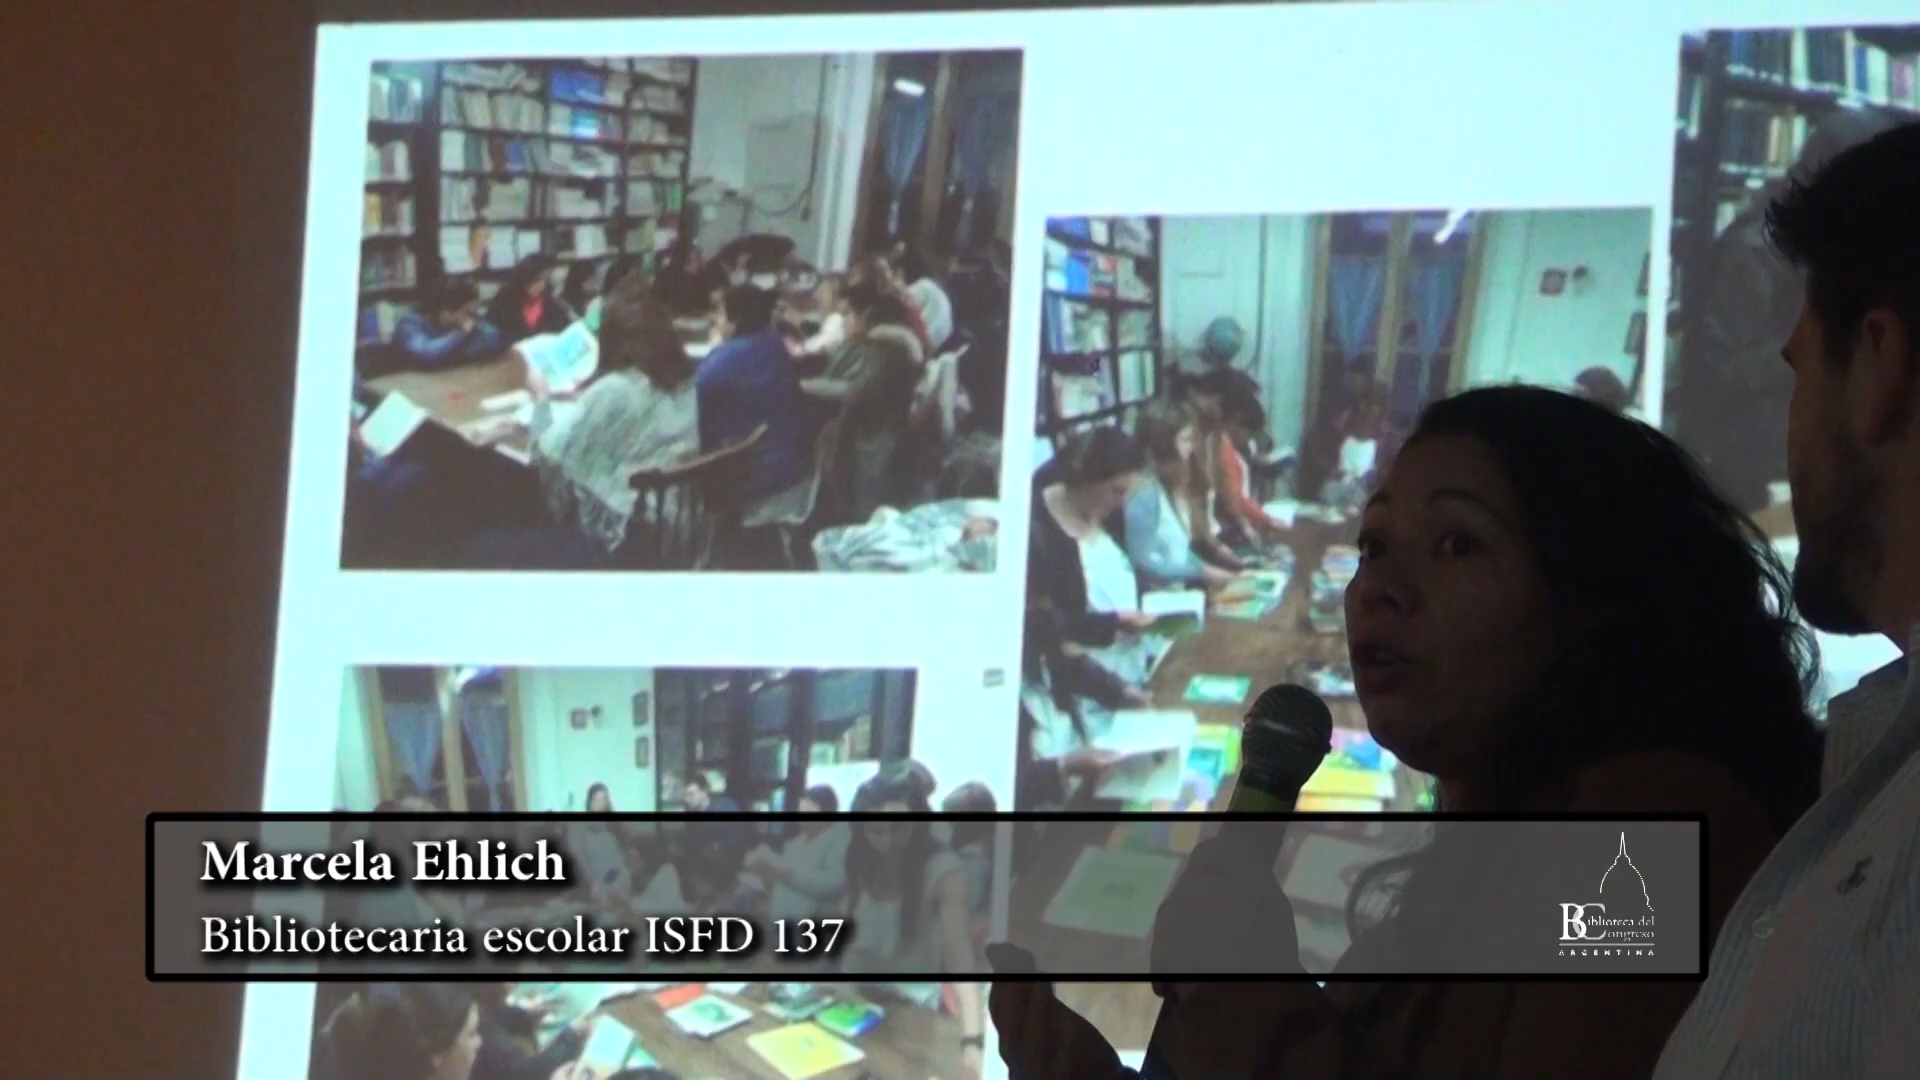 Marcela Ehlich
Bibliotecaria escolar ISFD 137
Biblioteca del
Congreso
ARGENTINA